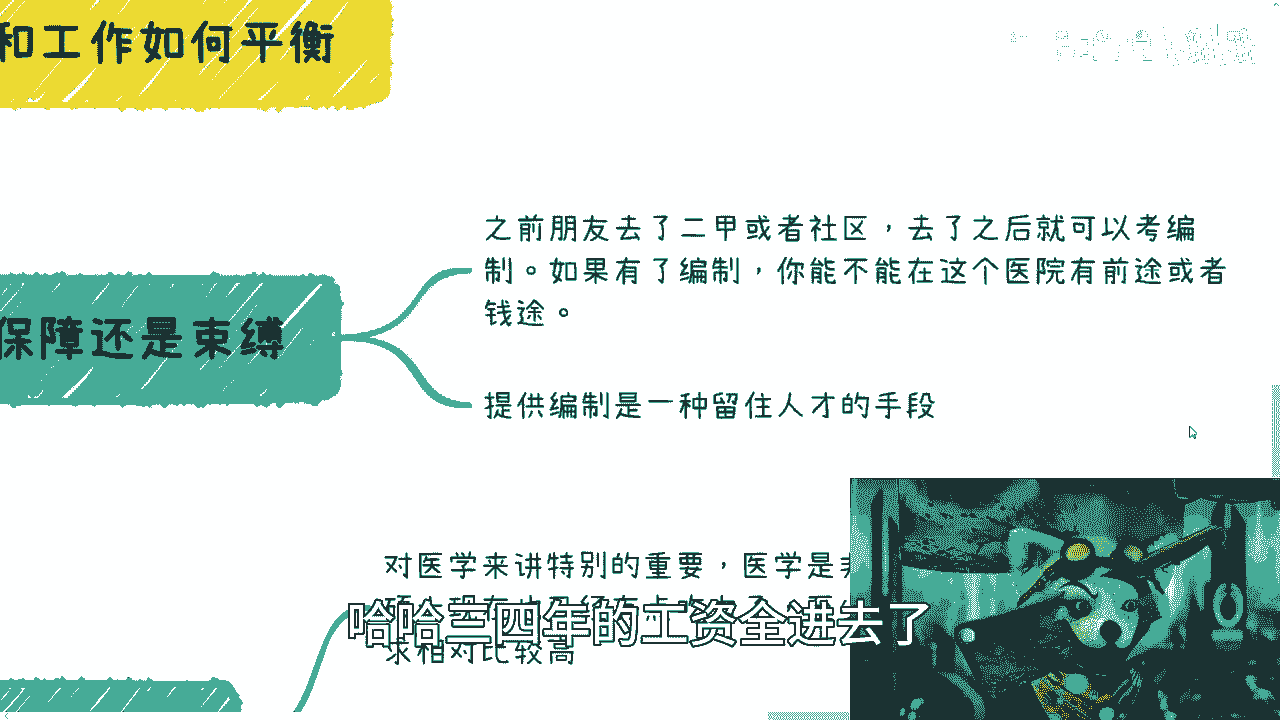 和工作如何平衡
之前朋友去了二甲或者社区，去了之后就可以考编
制。如果有了编制，你能不能在这个医院有前途或者
钱途。
保障还是束缚
提供编制是一种留住人才的手段
对医学来讲特别的重要，医学是
哈哈三四年的工资全进去了
求相对比较高